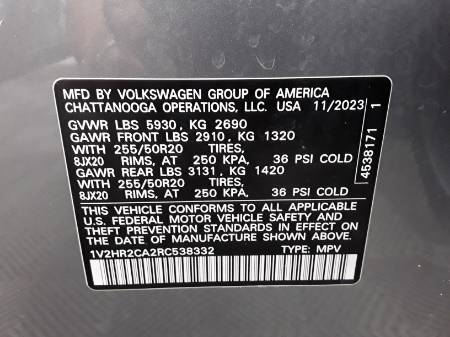 MFD BY VOLKSWAGEN GROUP OF AMERICA
CHATTANOOGA OPERATIONS, LLC. USA 11/2023
GVWR LBS 5930, KG 2690
GAWR FRONT LBS 2910, KG 1320
WITH 255/50R20 TIRES,
8JX20 RIMS, AT 250 KPA, 36 PSI COLD
GAWR REAR LBS 3131, KG 1420
WITH 255/50R20 TIRES,
8JX20 RIMS, AT 250 KPA, 36 PSI COLD
THIS VEHICLE CONFORMS TO ALL APPLICABLE
U.S. FEDERAL MOTOR VEHICLE SAFETY AND
THEFT PREVENTION STANDARDS IN EFFECT ON THE
DATE OF MANUFACTURE SHOWN ABOVE.
1V2HR2CA2RC538332 TYPE: MPV
4538171 1